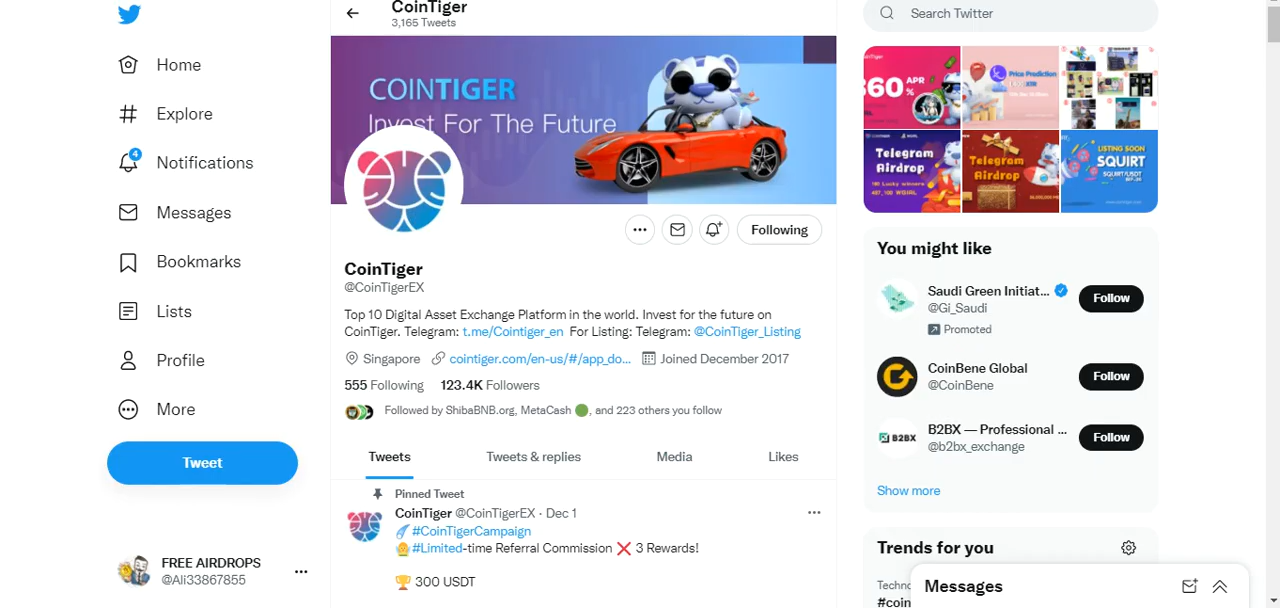 CoinTiger
3,165 Tweets
Search Twitter
Home
Explore
4
Notifications
Messages
Bookmarks
Lists
Profile
More
Tweet
FREE AIRDROPS
@Ali33867855
COINTIGER
Invest For The Future
Following
CoinTiger
@CoinTigerEX
Top 10 Digital Asset Exchange Platform in the world. Invest for the future on
CoinTiger. Telegram: t.me/Cointiger_en For Listing: Telegram: @CoinTiger_Listing
Singapore cointiger.com/en-us/#/app_do... Joined December 2017
555 Following 123.4K Followers
Followed by ShibaBNB.org, MetaCash 🟢, and 223 others you follow
Tweets Tweets & replies Media Likes
Pinned Tweet
CoinTiger @CoinTigerEX · Dec 1
#CoinTigerCampaign
#Limited-time Referral Commission ❌ 3 Rewards!
🏆 300 USDT
360 APR
%
Price Prediction
Telegram
Airdrop
Telegram
Airdrop
LISTING SOON
SQUIRT
SQUIRT/USDT
You might like
Saudi Green Initiat...
@Gi_Saudi
Promoted
Follow
CoinBene Global
@CoinBene
Follow
B2BX
B2BX — Professional ...
@b2bx_exchange
Follow
Show more
Trends for you
Techno
#coin
Messages